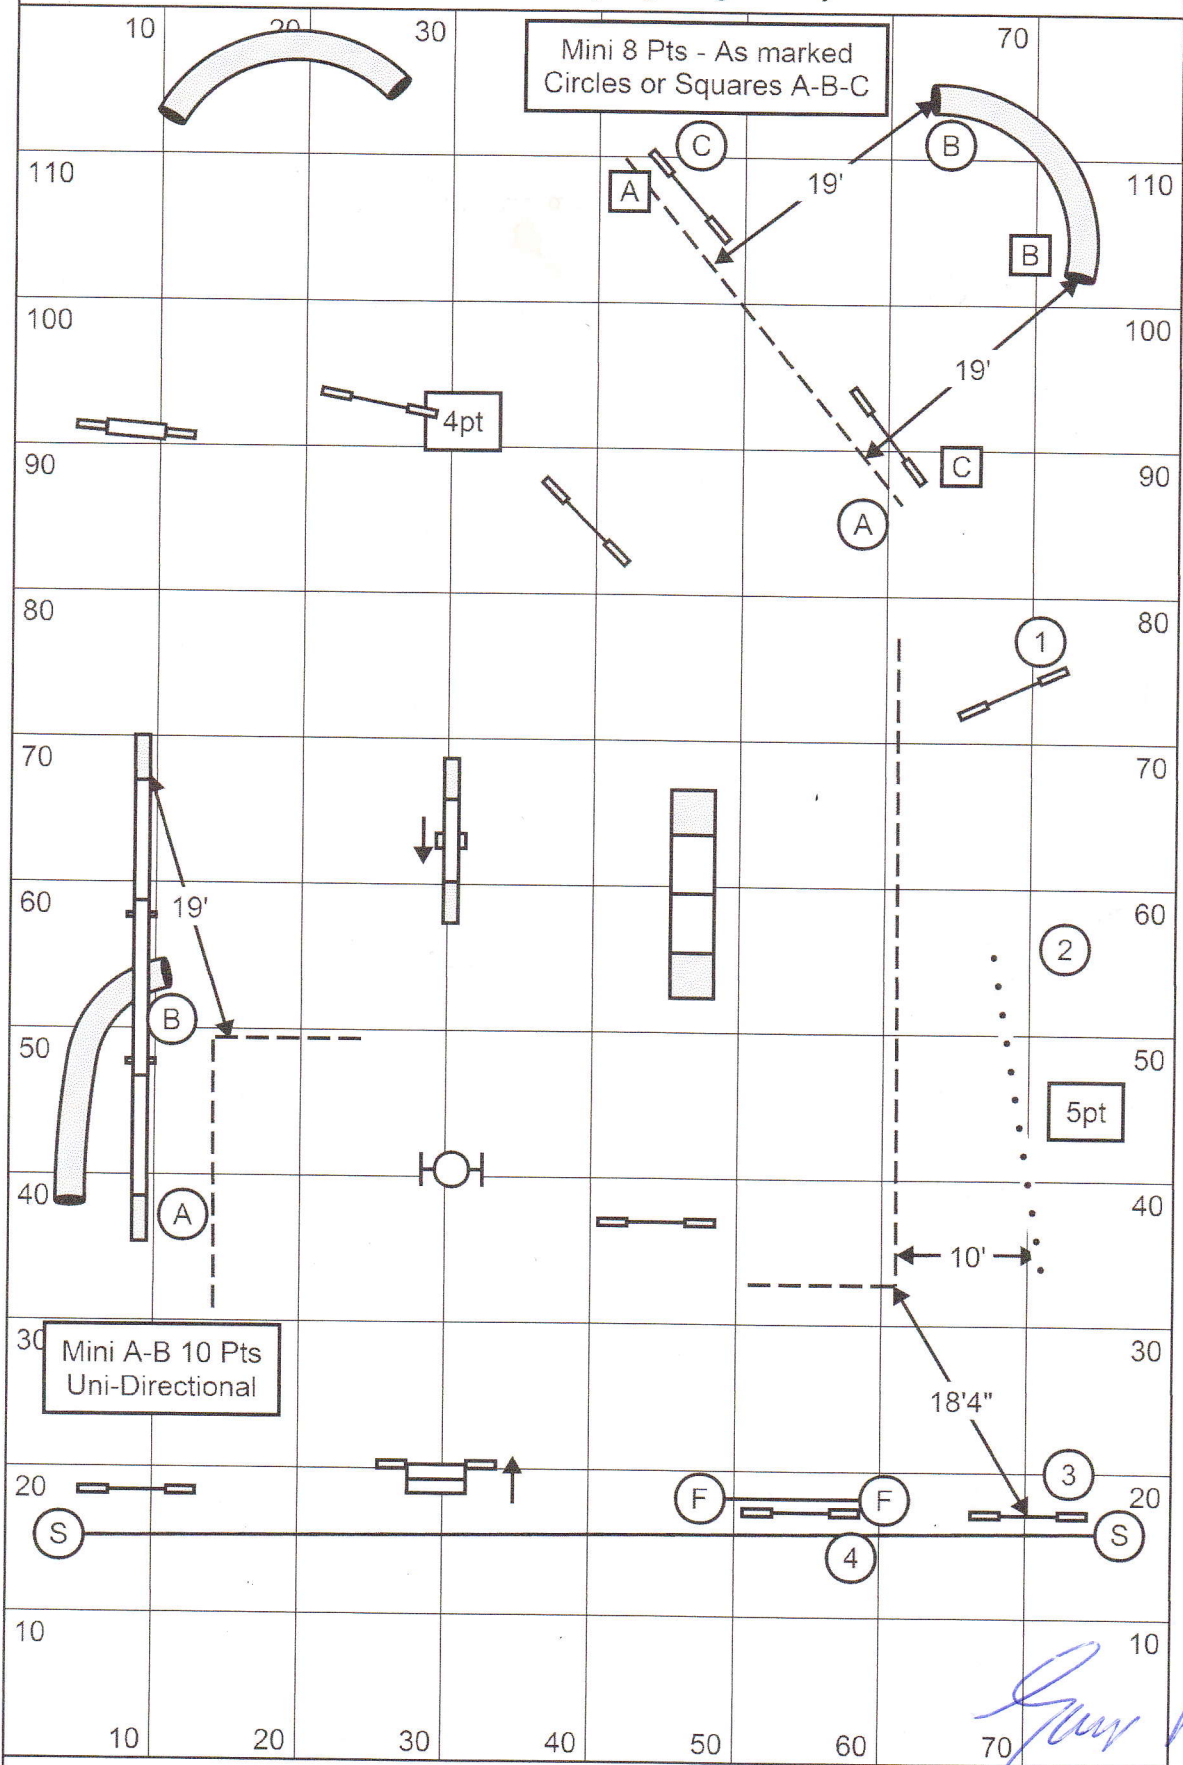 10
20
30
70
Mini 8 Pts - As marked
Circles or Squares A-B-C
C
B
A
19'
110
110
B
100
100
19'
4pt
90
C
90
A
80
80
1
70
70
19'
60
60
2
B
50
50
5pt
40
A
40
10'
30
Mini A-B 10 Pts
Uni-Directional
30
18'4"
3
20
F
F
20
S
4
S
10
10
10
20
30
40
50
60
70